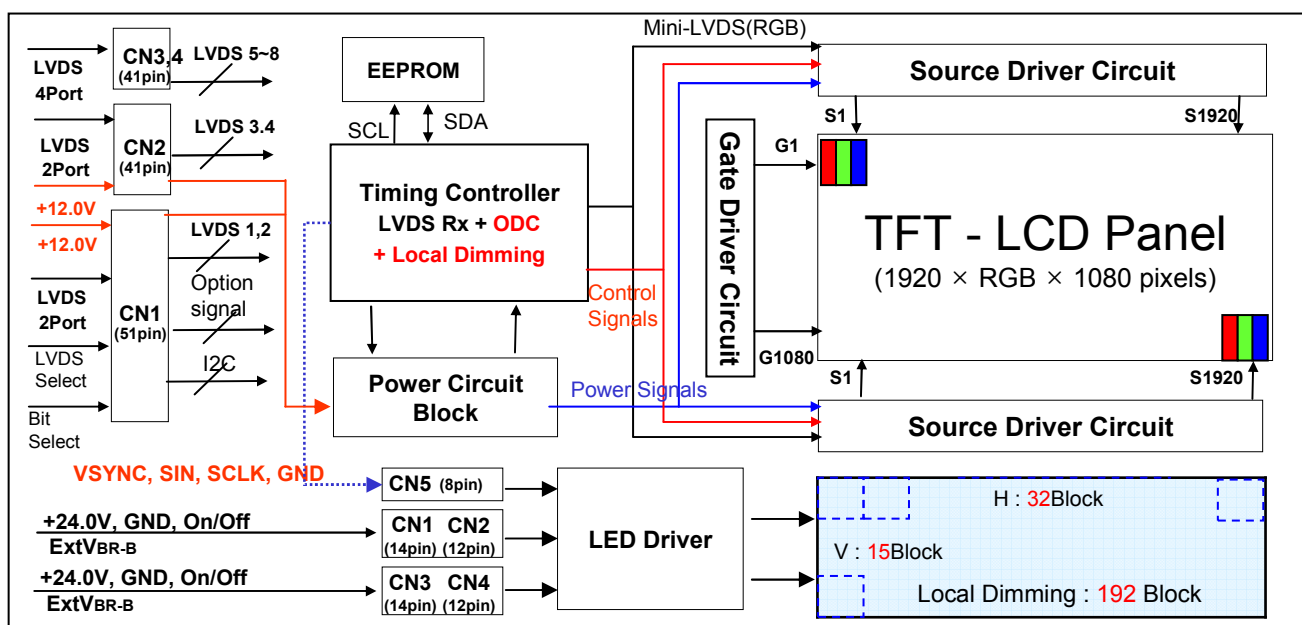 Mini-LVDS(RGB)
CN3,4
(41pin)
LVDS 5~8
LVDS
4Port
EEPROM
Source Driver Circuit
SCL
SDA
S1
S1920
CN2
(41pin)
LVDS 3.4
LVDS
2Port
+12.0V
+12.0V
Gate Driver Circuit
G1
Timing Controller
LVDS Rx + ODC
+ Local Dimming
TFT - LCD Panel
(1920 × RGB × 1080 pixels)
LVDS 1,2
Option
signal
CN1
(51pin)
LVDS
2Port
Control
Signals
LVDS
Select
I2C
G1080
S1
S1920
Bit
Select
Power Circuit
Block
Power Signals
Source Driver Circuit
VSYNC, SIN, SCLK, GND
CN5 (8pin)
H : 32Block
+24.0V, GND, On/Off
ExtVBR-B
CN1 CN2
(14pin) (12pin)
LED Driver
V : 15Block
+24.0V, GND, On/Off
ExtVBR-B
CN3 CN4
(14pin) (12pin)
Local Dimming : 192 Block